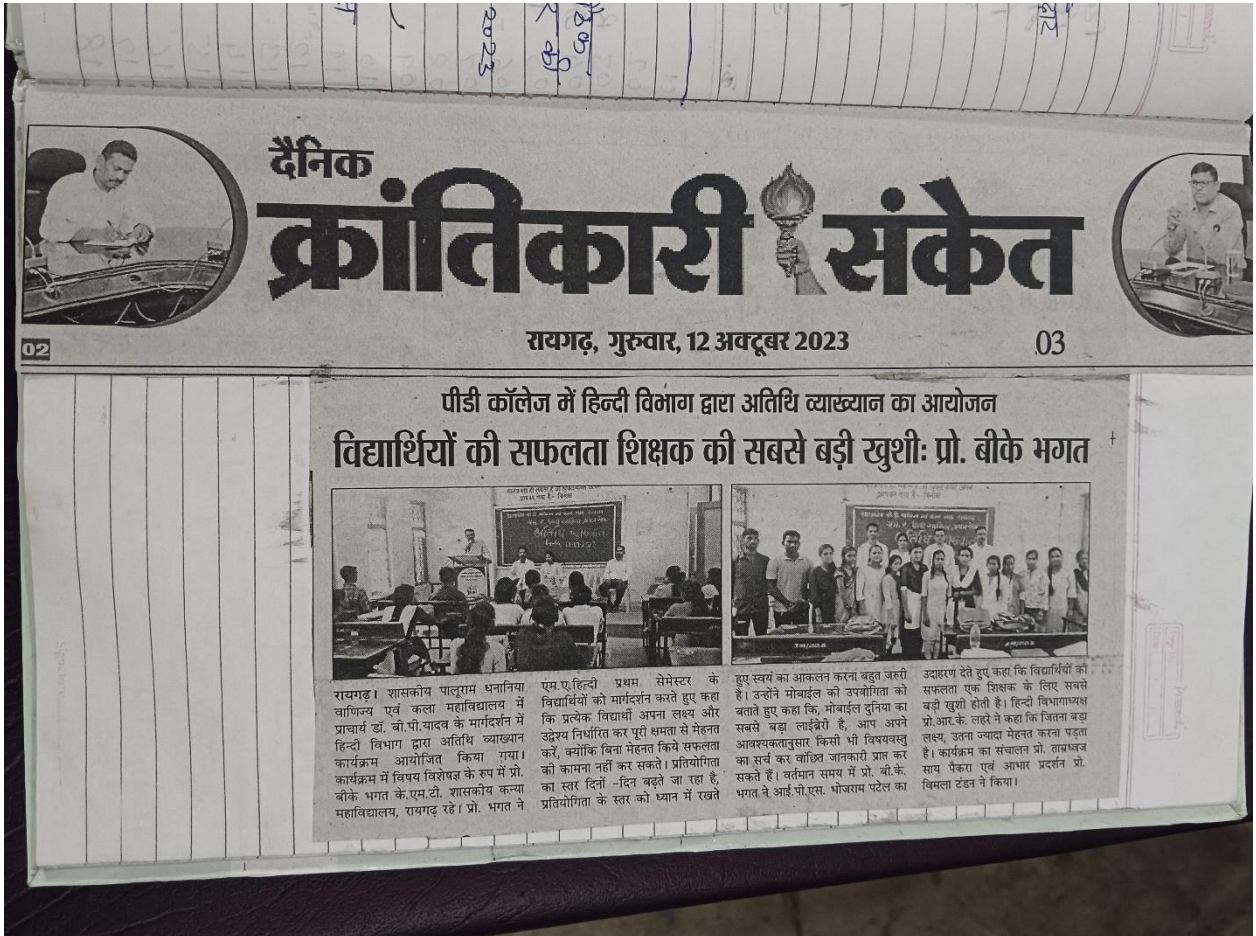 2023
दैनिक
क्रांतिकारी संकेत
02
रायगढ़, गुरुवार, 12 अक्टूबर 2023
03
पीडी कॉलेज में हिन्दी विभाग द्वारा अतिथि व्याख्यान का आयोजन
विद्यार्थियों की सफलता शिक्षक की सबसे बड़ी खुशी: प्रो. बीके भगत
रायगढ़। शासकीय पालूराम धनानिया
वाणिज्य एवं कला महाविद्यालय में
प्राचार्य डॉ. बी.पी.यादव के मार्गदर्शन में
हिन्दी विभाग द्वारा अतिथि व्याख्यान
कार्यक्रम आयोजित किया गया।
कार्यक्रम में विषय विशेषज्ञ के रुप में प्रो.
बीके भगत के.एम.टी. शासकीय कन्या
महाविद्यालय, रायगढ़ रहे। प्रो. भगत ने
एम.ए.हिन्दी प्रथम सेमेस्टर के
विद्यार्थियों को मार्गदर्शन करते हुए कहा
कि प्रत्येक विद्यार्थी अपना लक्ष्य और
उद्देश्य निर्धारित कर पूरी क्षमता से मेहनत
करें, क्योंकि बिना मेहनत किये सफलता
की कामना नहीं कर सकते। प्रतियोगिता
का स्तर दिनों -दिन बढ़ते जा रहा है,
प्रतियोगिता के स्तर को ध्यान में रखते
हुए स्वयं का आकलन करना बहुत जरुरी
है। उन्होंने मोबाईल की उपयोगिता को
बताते हुए कहा कि, मोबाईल दुनिया का
सबसे बड़ा लाईब्रेरी है, आप अपने
आवश्यकतानुसार किसी भी विषयवस्तु
का सर्च कर वांछित जानकारी प्राप्त कर
सकते हैं। वर्तमान समय में प्रो. बी.के.
भगत ने आई.पी.एस. भोजराम पटेल का
उदाहरण देते हुए कहा कि विद्यार्थियों की
सफलता एक शिक्षक के लिए सबसे
बड़ी खुशी होती है। हिन्दी विभागाध्यक्ष
प्रो.आर.के. लहरे ने कहा कि जितना बड़ा
लक्ष्य, उतना ज्यादा मेहनत करना पड़ता
है। कार्यक्रम का संचालन प्रो. ताम्रध्वज
साय पैकरा एवं आभार प्रदर्शन प्रो.
विमला टंडन ने किया।